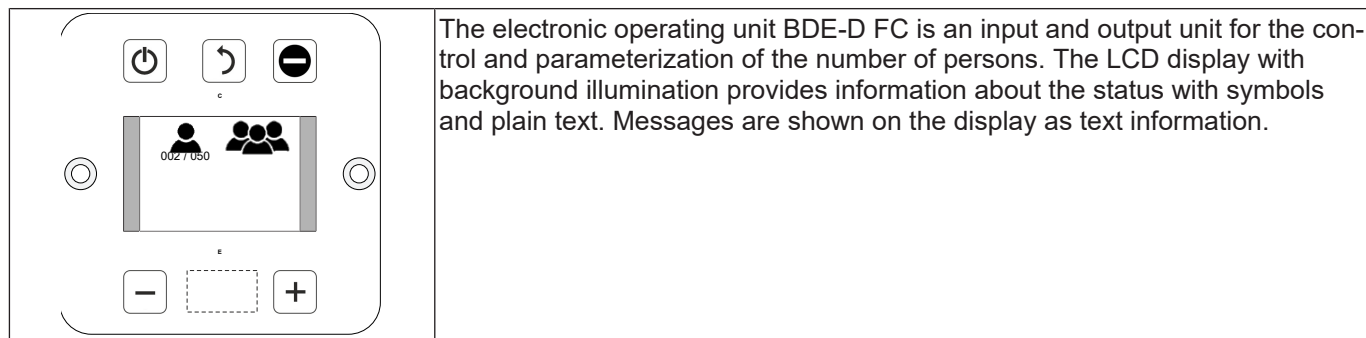 C
002 / 050
E
The electronic operating unit BDE-D FC is an input and output unit for the con-
trol and parameterization of the number of persons. The LCD display with
background illumination provides information about the status with symbols
and plain text. Messages are shown on the display as text information.